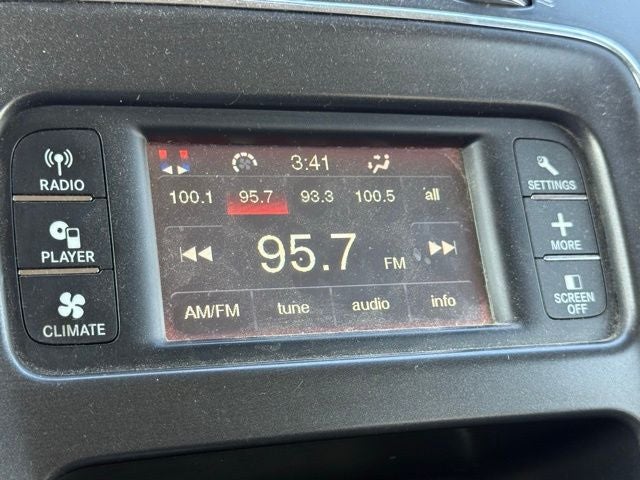 RADIO
PLAYER
CLIMATE
3:41
100.1 95.7 93.3 100.5 all
95.7 FM
AM/FM tune audio info
SETTINGS
MORE
SCREEN
OFF